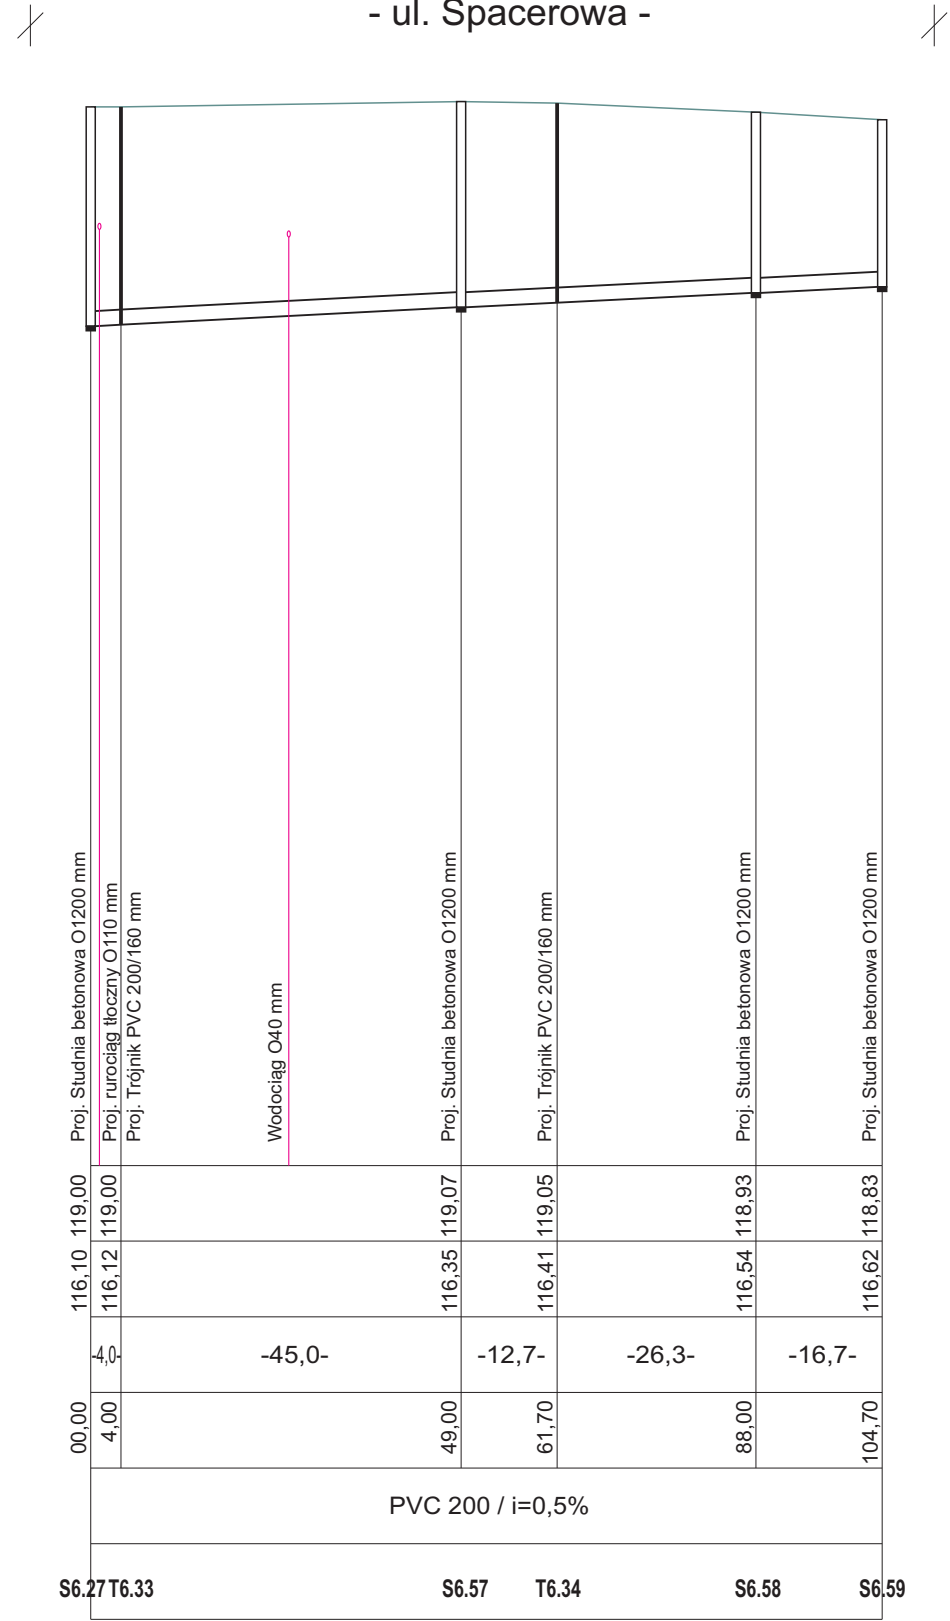 - ul. Spacerowa -
Proj. Studnia betonowa O1200 mm
Proj. rurociąg tłoczny O110 mm
Proj. Trójnik PVC 200/160 mm
Wodociąg O40 mm
Proj. Studnia betonowa O1200 mm
Proj. Trójnik PVC 200/160 mm
Proj. Studnia betonowa O1200 mm
Proj. Studnia betonowa O1200 mm
119,00 119,00 119,07 119,05 118,93 118,83
116,10 116,12 116,35 116,41 116,54 116,62
-4,0- -45,0- -12,7- -26,3- -16,7-
00,00 4,00 49,00 61,70 88,00 104,70
PVC 200 / i=0,5%
S6.27 T6.33 S6.57 T6.34 S6.58 S6.59